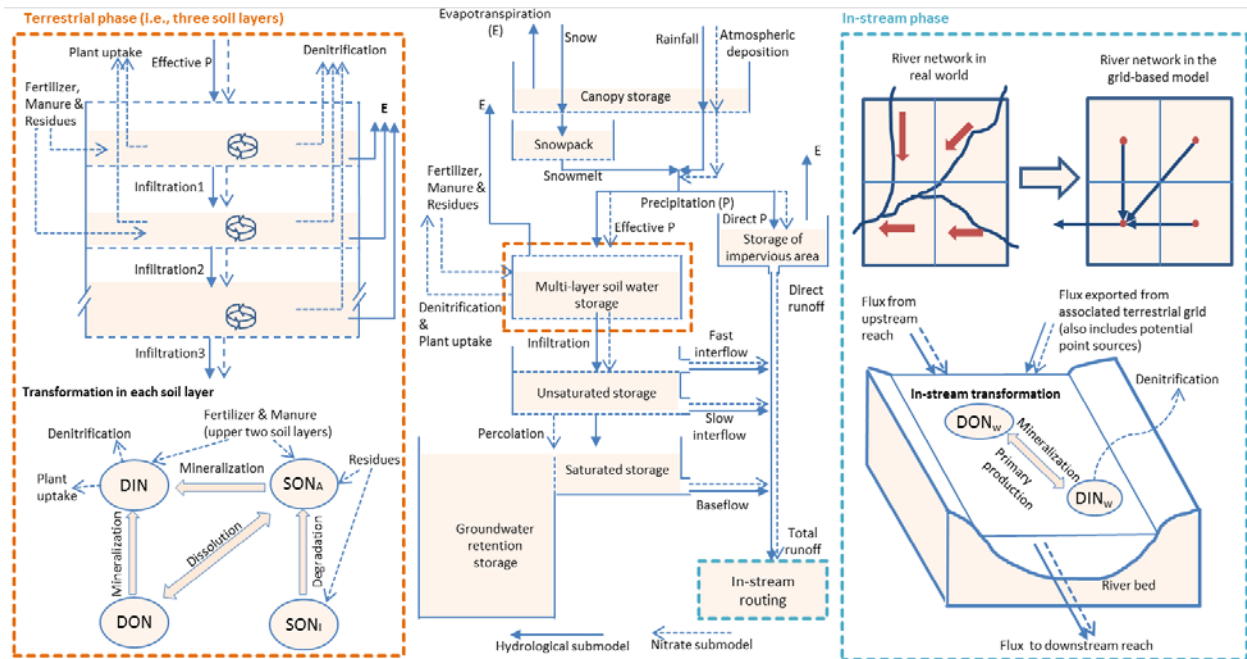 Terrestrial phase (i.e., three soil layers)
Plant uptake
Effective P
Denitrification
Fertilizer,
Manure &
Residues
E
Infiltration1
Infiltration2
Infiltration3
Transformation in each soil layer
Fertilizer & Manure
(upper two soil layers)
Denitrification
Residues
Mineralization
Plant
uptake
DIN
SONA
Mineralization
Dissolution
Degradation
DON
SONI
Evapotranspiration
(E)
Snow
Rainfall
Atmospheric
deposition
Canopy storage
E
Snowpack
Snowmelt
E
Fertilizer,
Manure &
Residues
Precipitation (P)
Effective P
Direct P
Storage of
impervious area
Multi-layer soil water
storage
Direct
runoff
Denitrification
&
Plant uptake
Infiltration
Fast
interflow
Unsaturated storage
Slow
interflow
Percolation
Saturated storage
Baseflow
Groundwater
retention
storage
Total
runoff
In-stream
routing
Hydrological submodel
Nitrate submodel
In-stream phase
River network in
real world
River network in the
grid-based model
Flux from
upstream
reach
Flux exported from
associated terrestrial grid
(also includes potential
point sources)
Denitrification
In-stream transformation
DONw
Mineralization
Primary
production
DINw
River bed
Flux to downstream reach